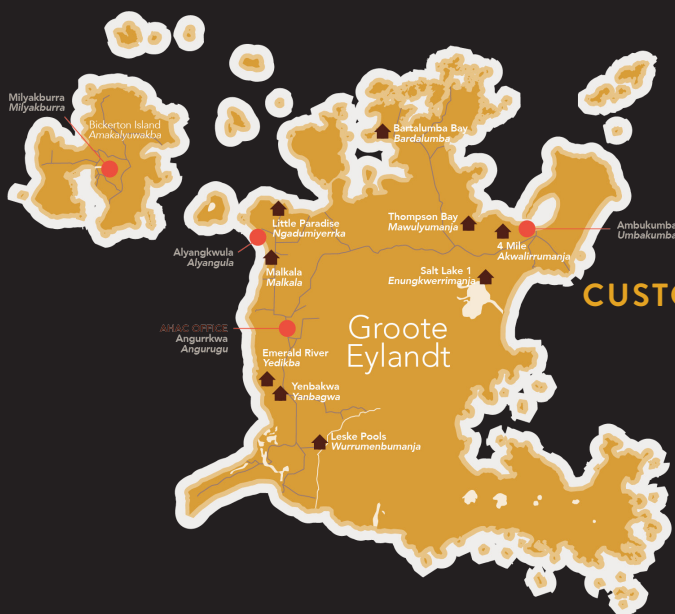 Milyakburra
Milyakburra
Bickerton Island
Amakalyuwakba
Bartalumba Bay
Bardalumba
Little Paradise
Ngadumiyerrka
Thompson Bay
Mawulyumanja
4 Mile
Akwalirrumanja
Ambukumba
Umbakumba
Alyangkwula
Alyangula
Malkala
Malkala
Salt Lake 1
Enungkwerrimanja
CUSTO
AHAC OFFICE
Angurrkwa
Angurugu
Groote
Eylandt
Emerald River
Yedikba
Yenbakwa
Yanbagwa
Leske Pools
Wurrumenbumanja